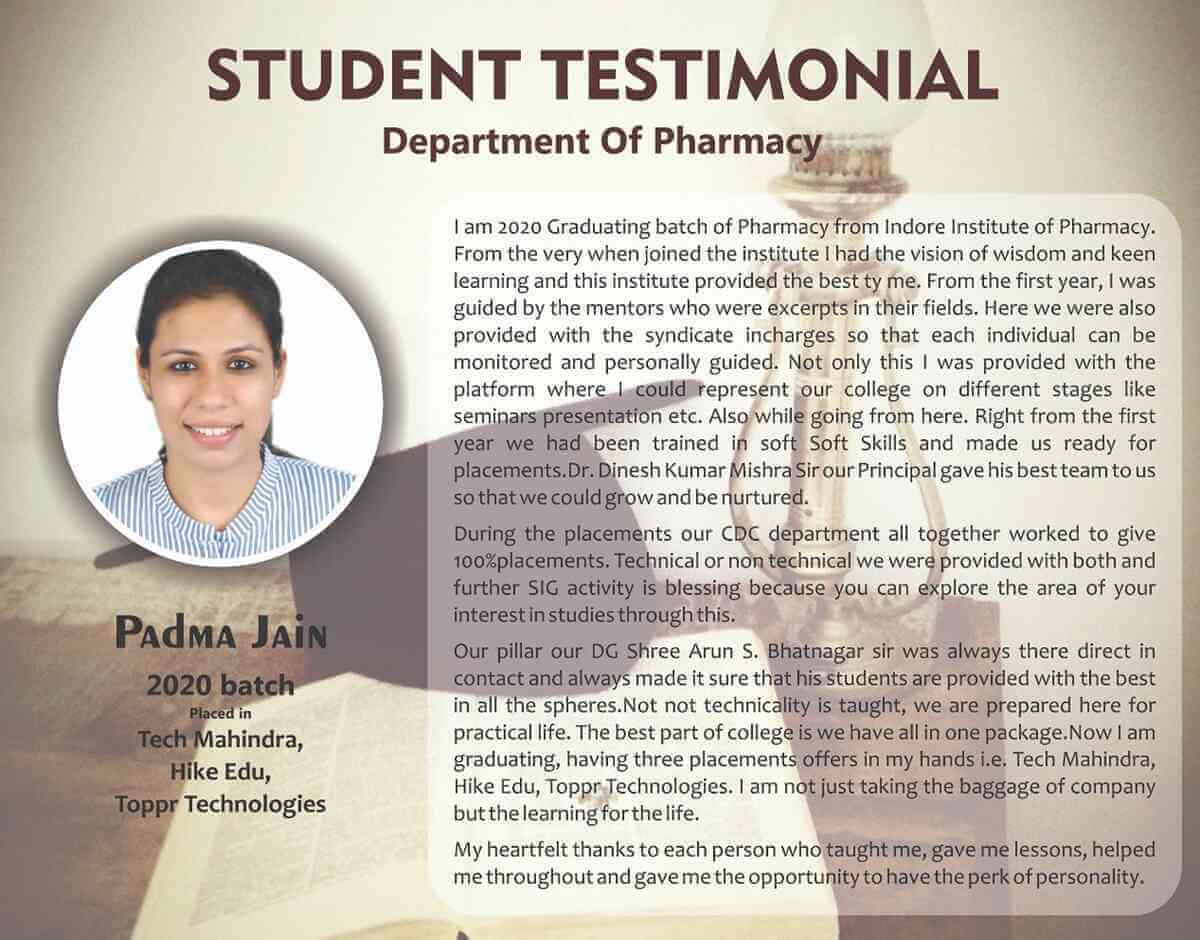 STUDENT TESTIMONIAL
Department Of Pharmacy
I am 2020 Graduating batch of Pharmacy from Indore Institute of Pharmacy.
From the very when joined the institute I had the vision of wisdom and keen
learning and this institute provided the best ty me. From the first year, I was
guided by the mentors who were excerpts in their fields. Here we were also
provided with the syndicate incharges so that each individual can be
monitored and personally guided. Not only this I was provided with the
platform where I could represent our college on different stages like
seminars presentation etc. Also while going from here. Right from the first
year we had been trained in soft Soft Skills and made us ready for
placements.Dr. Dinesh Kumar Mishra Sir our Principal gave his best team to us
so that we could grow and be nurtured.
During the placements our CDC department all together worked to give
100%placements. Technical or non technical we were provided with both and
further SIG activity is blessing because you can explore the area of your
interest in studies through this.
Our pillar our DG Shree Arun S. Bhatnagar sir was always there direct in
contact and always made it sure that his students are provided with the best
in all the spheres.Not not technicality is taught, we are prepared here for
practical life. The best part of college is we have all in one package.Now I am
graduating, having three placements offers in my hands i.e. Tech Mahindra,
Hike Edu, Toppr Technologies. I am not just taking the baggage of company
but the learning for the life.
My heartfelt thanks to each person who taught me, gave me lessons, helped
me throughout and gave me the opportunity to have the perk of personality.
Padma Jain
2020 batch
Placed in
Tech Mahindra,
Hike Edu,
Toppr Technologies